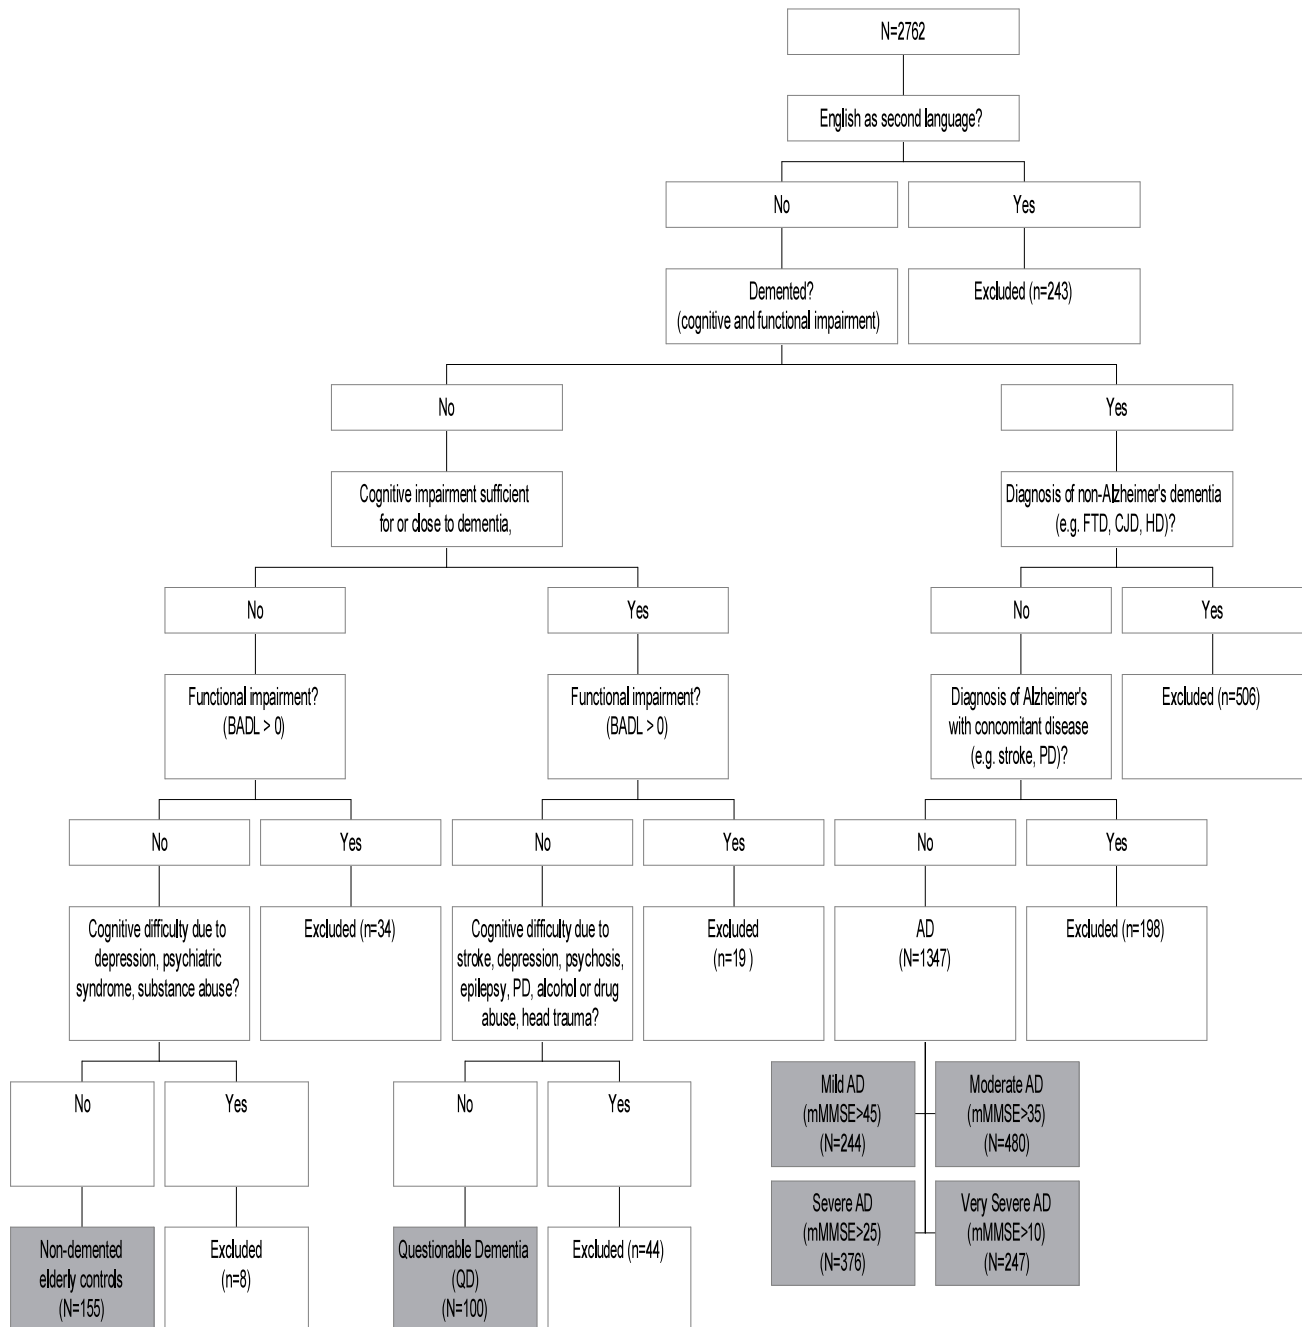 N=2762
English as second language?
No
Yes
Demented?
(cognitive and functional impairment)
Excluded (n=243)
No
Yes
Cognitive impairment sufficient
for or close to dementia,
Diagnosis of non-Alzheimer's dementia
(e.g. FTD, CJD, HD)?
No
Yes
No
Yes
Functional impairment?
(BADL > 0)
Functional impairment?
(BADL > 0)
Diagnosis of Alzheimer's
with concomitant disease
(e.g. stroke, PD)?
Excluded (n=506)
No
Yes
No
Yes
No
Yes
Cognitive difficulty due to
depression, psychiatric
syndrome, substance abuse?
Excluded (n=34)
Cognitive difficulty due to
stroke, depression, psychosis,
epilepsy, PD, alcohol or drug
abuse, head trauma?
Excluded
(n=19 )
AD
(N=1347)
Excluded (n=198)
No
Yes
No
Yes
Mild AD
(mMMSE>45)
(N=244)
Moderate AD
(mMMSE>35)
(N=480)
Severe AD
(mMMSE>25)
(N=376)
Very Severe AD
(mMMSE>10)
(N=247)
Non-demented
elderly controls
(N=155)
Excluded
(n=8)
Questionable Dementia
(QD)
(N=100)
Excluded (n=44)